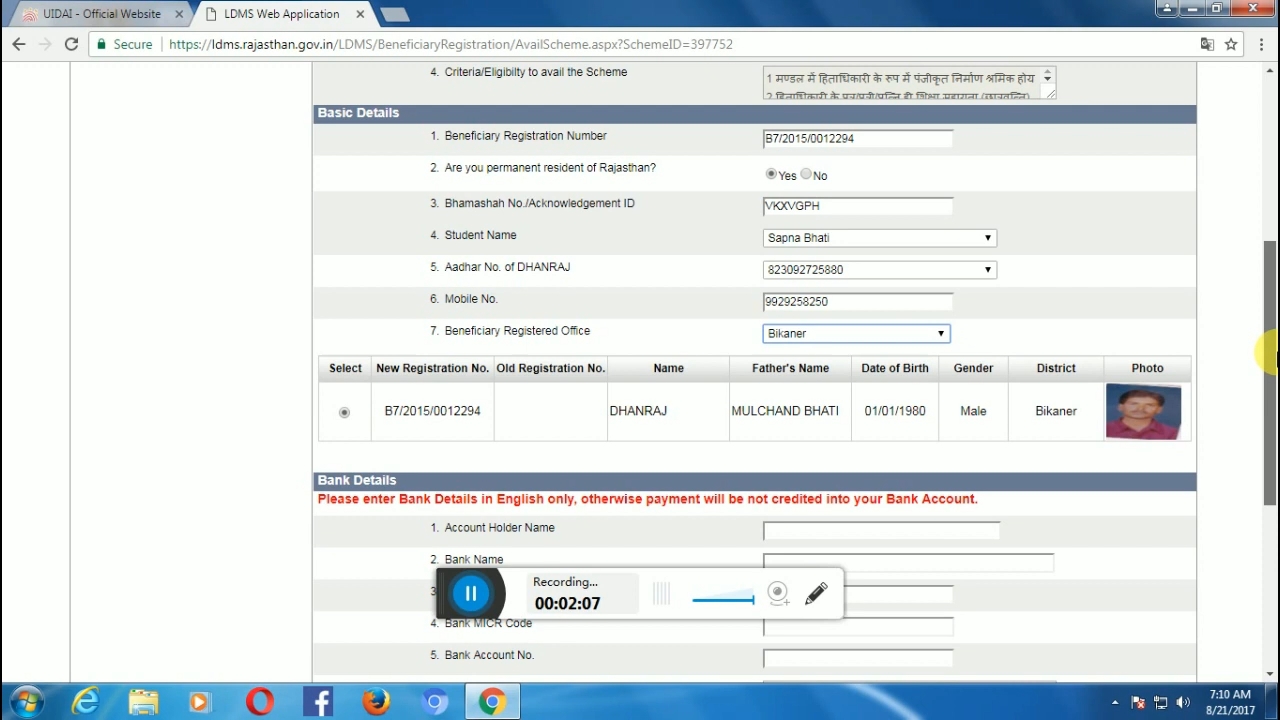 UIDAI - Official Website
LDMS Web Application
Secure https://ldms.rajasthan.gov.in/LDMS/BeneficiaryRegistration/AvailScheme.aspx?SchemeID=397752
4. Criteria/Eligibilty to avail the Scheme
1 मण्डल में हिताधिकारी के रूप में पंजीकृत निर्माण श्रमिक होय
2 हिताधिकारी के पुत्र/पुत्री/पत्नि ही शिक्षा सहायता (छात्रवृत्ति)
Basic Details
1. Beneficiary Registration Number B7/2015/0012294
2. Are you permanent resident of Rajasthan? Yes No
3. Bhamashah No./Acknowledgement ID VKXVGPH
4. Student Name Sapna Bhati
5. Aadhar No. of DHANRAJ 823092725880
6. Mobile No. 9929258250
7. Beneficiary Registered Office Bikaner
Select New Registration No. Old Registration No. Name Father's Name Date of Birth Gender District Photo
B7/2015/0012294 DHANRAJ MULCHAND BHATI 01/01/1980 Male Bikaner
Bank Details
Please enter Bank Details in English only, otherwise payment will be not credited into your Bank Account.
1. Account Holder Name
2. Bank Name
Recording...
00:02:07
3.
4. Bank MICR Code
5. Bank Account No.
7:10 AM
8/21/2017